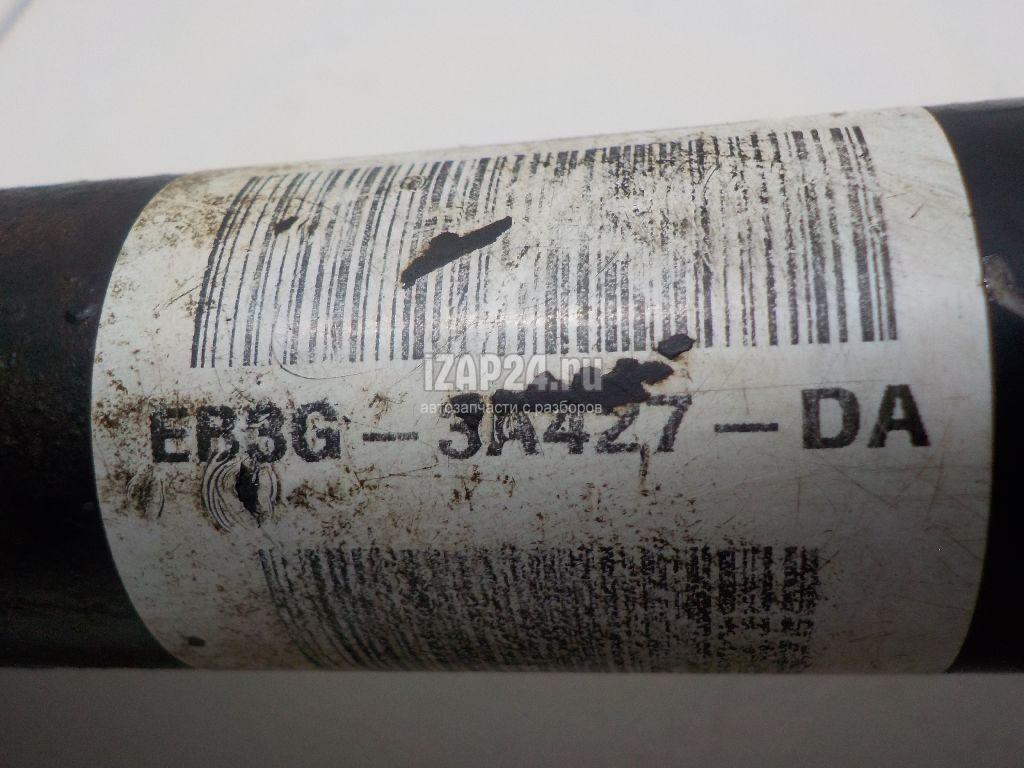 iZAP24.ru
автозапчасти с разборов
EB3G-3A427-DA